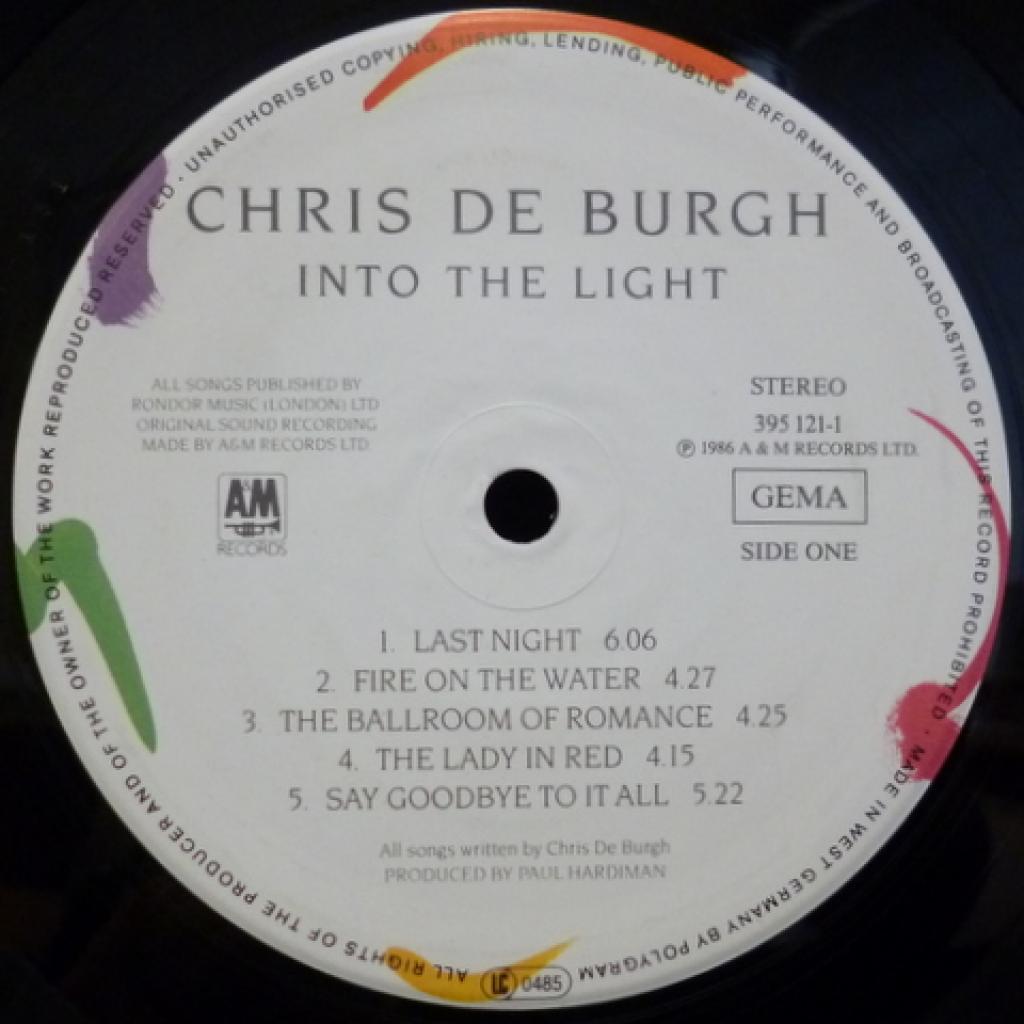 CHRIS DE BURGH
INTO THE LIGHT
ALL SONGS PUBLISHED BY
RONDOR MUSIC (LONDON) LTD
ORIGINAL SOUND RECORDING
MADE BY A&M RECORDS LTD.
A&M
RECORDS
STEREO
395 121-1
℗ 1986 A & M RECORDS LTD.
GEMA
SIDE ONE
1. LAST NIGHT 6.06
2. FIRE ON THE WATER 4.27
3. THE BALLROOM OF ROMANCE 4.25
4. THE LADY IN RED 4.15
5. SAY GOODBYE TO IT ALL 5.22
All songs written by Chris De Burgh
PRODUCED BY PAUL HARDIMAN
ALL RIGHTS OF THE PRODUCER AND OF THE OWNER OF THE WORK REPRODUCED RESERVED · UNAUTHORISED COPYING, HIRING, LENDING, PUBLIC PERFORMANCE AND BROADCASTING OF THIS RECORD PROHIBITED · MADE IN WEST GERMANY BY POLYGRAM
LC 0485